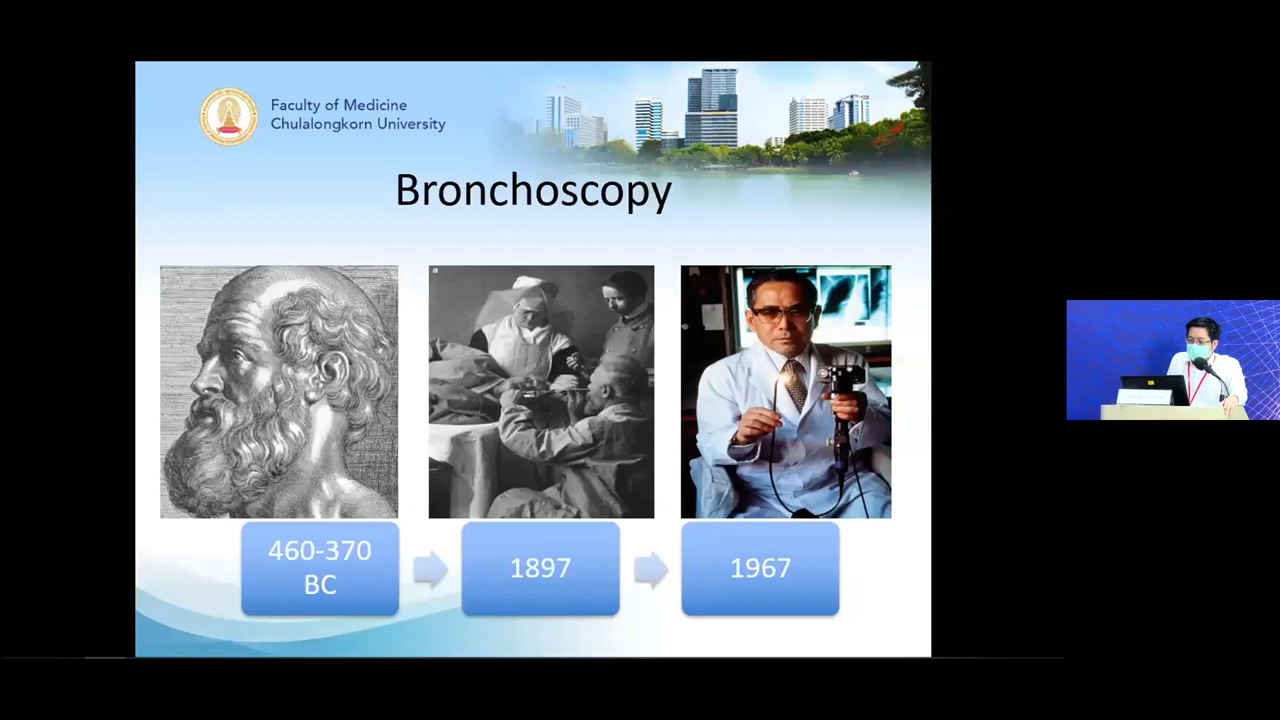 Faculty of Medicine
Chulalongkorn University
Bronchoscopy
a
460-370
BC
1897
1967